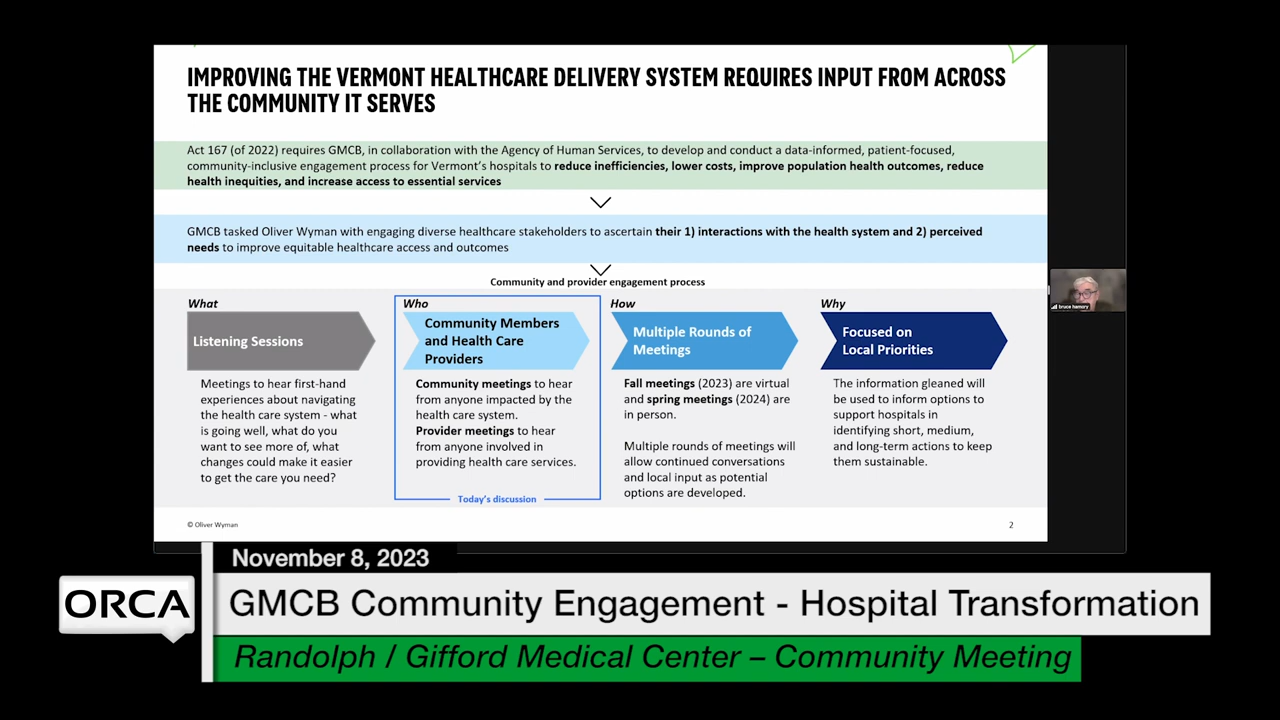 IMPROVING THE VERMONT HEALTHCARE DELIVERY SYSTEM REQUIRES INPUT FROM ACROSS
THE COMMUNITY IT SERVES
Act 167 (of 2022) requires GMCB, in collaboration with the Agency of Human Services, to develop and conduct a data-informed, patient-focused,
community-inclusive engagement process for Vermont's hospitals to reduce inefficiencies, lower costs, improve population health outcomes, reduce
health inequities, and increase access to essential services
GMCB tasked Oliver Wyman with engaging diverse healthcare stakeholders to ascertain their 1) interactions with the health system and 2) perceived
needs to improve equitable healthcare access and outcomes
Community and provider engagement process
What
Listening Sessions
Meetings to hear first-hand
experiences about navigating
the health care system - what
is going well, what do you
want to see more of, what
changes could make it easier
to get the care you need?
Who
Community Members
and Health Care
Providers
Community meetings to hear
from anyone impacted by the
health care system.
Provider meetings to hear
from anyone involved in
providing health care services.
Today's discussion
How
Multiple Rounds of
Meetings
Fall meetings (2023) are virtual
and spring meetings (2024) are
in person.
Multiple rounds of meetings will
allow continued conversations
and local input as potential
options are developed.
Why
Focused on
Local Priorities
The information gleaned will
be used to inform options to
support hospitals in
identifying short, medium,
and long-term actions to keep
them sustainable.
© Oliver Wyman
2
bruce hamory
November 8, 2023
ORCA
GMCB Community Engagement - Hospital Transformation
Randolph / Gifford Medical Center – Community Meeting